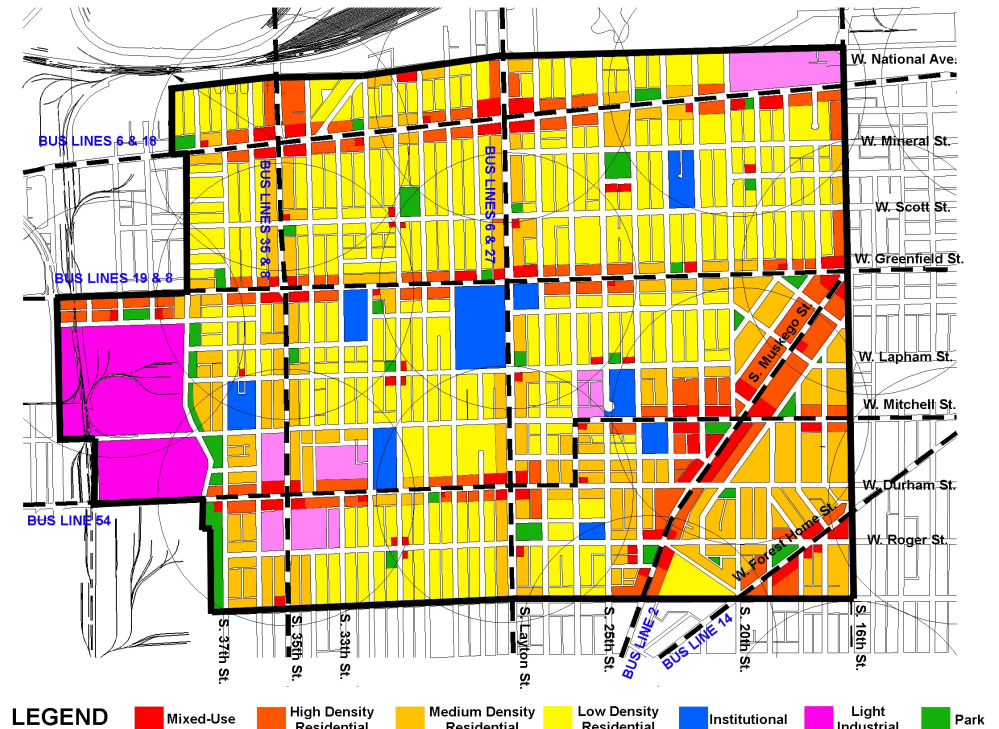 W. National Ave.
BUS LINES 6 & 18
W. Mineral St.
BUS LINES 35 & 8
BUS LINES 6 & 27
W. Scott St.
W. Greenfield St.
BUS LINES 19 & 8
S. Muskego St.
W. Lapham St.
W. Mitchell St.
W. Durham St.
BUS LINE 54
W. Forest Home St.
W. Roger St.
S. 37th St.
S. 35th St.
S. 33th St.
S. Layton St.
S. 25th St.
BUS LINE 2
BUS LINE 14
S. 20th St.
S. 16th St.
LEGEND
Mixed-Use
High Density
Residential
Medium Density
Residential
Low Density
Residential
Institutional
Light
Industrial
Park